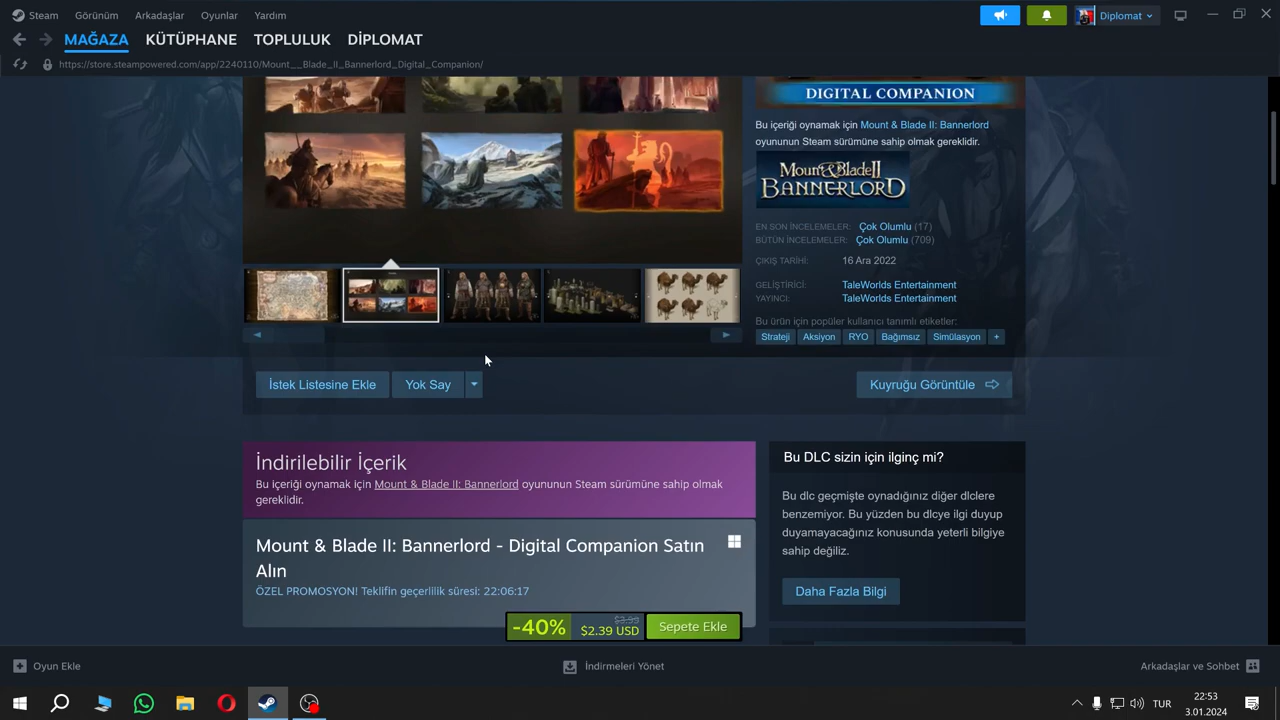 Steam Görünüm Arkadaşlar Oyunlar Yardım
Diplomat
MAĞAZA KÜTÜPHANE TOPLULUK DİPLOMAT
https://store.steampowered.com/app/2240110/Mount__Blade_II_Bannerlord_Digital_Companion/
DIGITAL COMPANION
Bu içeriği oynamak için Mount & Blade II: Bannerlord
oyununun Steam sürümüne sahip olmak gereklidir.
Mount & Blade II
BANNERLORD
EN SON İNCELEMELER: Çok Olumlu (17)
BÜTÜN İNCELEMELER: Çok Olumlu (709)
ÇIKIŞ TARİHİ: 16 Ara 2022
GELİŞTİRİCİ: TaleWorlds Entertainment
YAYINCI: TaleWorlds Entertainment
Bu ürün için popüler kullanıcı tanımlı etiketler:
Strateji Aksiyon RYO Bağımsız Simülasyon +
İstek Listesine Ekle Yok Say Kuyruğu Görüntüle
İndirilebilir İçerik
Bu içeriği oynamak için Mount & Blade II: Bannerlord oyununun Steam sürümüne sahip olmak
gereklidir.
Mount & Blade II: Bannerlord - Digital Companion Satın
Alın
ÖZEL PROMOSYON! Teklifin geçerlilik süresi: 22:06:17
-40% $3.99 $2.39 USD Sepete Ekle
Bu DLC sizin için ilginç mi?
Bu dlc geçmişte oynadığınız diğer dlclere
benzemiyor. Bu yüzden bu dlcye ilgi duyup
duyamayacağınız konusunda yeterli bilgiye
sahip değiliz.
Daha Fazla Bilgi
Oyun Ekle İndirmeleri Yönet Arkadaşlar ve Sohbet
TUR 22:53
3.01.2024